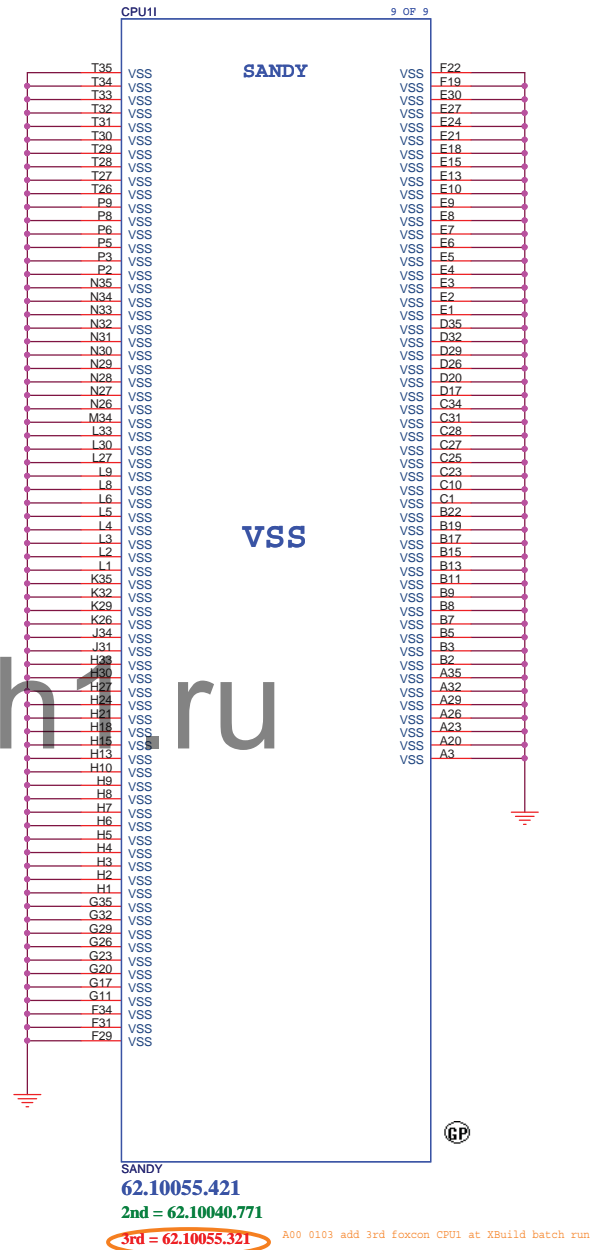 CPU1I 9 OF 9
SANDY
T35 VSS VSS F22
T34 VSS VSS F19
T33 VSS VSS E30
T32 VSS VSS E27
T31 VSS VSS E24
T30 VSS VSS E21
T29 VSS VSS E18
T28 VSS VSS E15
T27 VSS VSS E13
T26 VSS VSS E10
P9 VSS VSS E9
P8 VSS VSS E8
P6 VSS VSS E7
P5 VSS VSS E6
P3 VSS VSS E5
P2 VSS VSS E4
N35 VSS VSS E3
N34 VSS VSS E2
N33 VSS VSS E1
N32 VSS VSS D35
N31 VSS VSS D32
N30 VSS VSS D29
N29 VSS VSS D26
N28 VSS VSS D20
N27 VSS VSS D17
N26 VSS VSS C34
M34 VSS VSS C31
L33 VSS VSS C28
L30 VSS VSS C27
L27 VSS VSS C25
L9 VSS VSS C23
L8 VSS VSS C10
L6 VSS VSS C1
L5 VSS VSS B22
L4 VSS VSS B19
VSS
L3 VSS VSS B17
L2 VSS VSS B15
L1 VSS VSS B13
K35 VSS VSS B11
K32 VSS VSS B9
K29 VSS VSS B8
K26 VSS VSS B7
J34 VSS VSS B5
J31 VSS VSS B3
H33 VSS VSS B2
H30 VSS VSS A35
H27 VSS VSS A32
H24 VSS VSS A29
H21 VSS VSS A26
H18 VSS VSS A23
H15 VSS VSS A20
H13 VSS VSS A3
h1.ru
H10 VSS
H9 VSS
H8 VSS
H7 VSS
H6 VSS
H5 VSS
H4 VSS
H3 VSS
H2 VSS
H1 VSS
G35 VSS
G32 VSS
G29 VSS
G26 VSS
G23 VSS
G20 VSS
G17 VSS
G11 VSS
F34 VSS
F31 VSS
F29 VSS
GP
SANDY
62.10055.421
2nd = 62.10040.771
3rd = 62.10055.321 A00 0103 add 3rd foxcon CPU1 at XBuild batch run